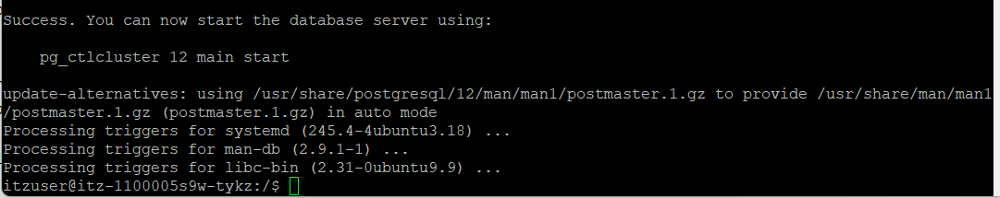 Success. You can now start the database server using:
pg_ctlcluster 12 main start
update-alternatives: using /usr/share/postgresql/12/man/man1/postmaster.1.gz to provide /usr/share/man/man1
/postmaster.1.gz (postmaster.1.gz) in auto mode
Processing triggers for systemd (245.4-4ubuntu3.18) ...
Processing triggers for man-db (2.9.1-1) ...
Processing triggers for libc-bin (2.31-0ubuntu9.9) ...
itzuser@itz-1100005s9w-tykz:/$